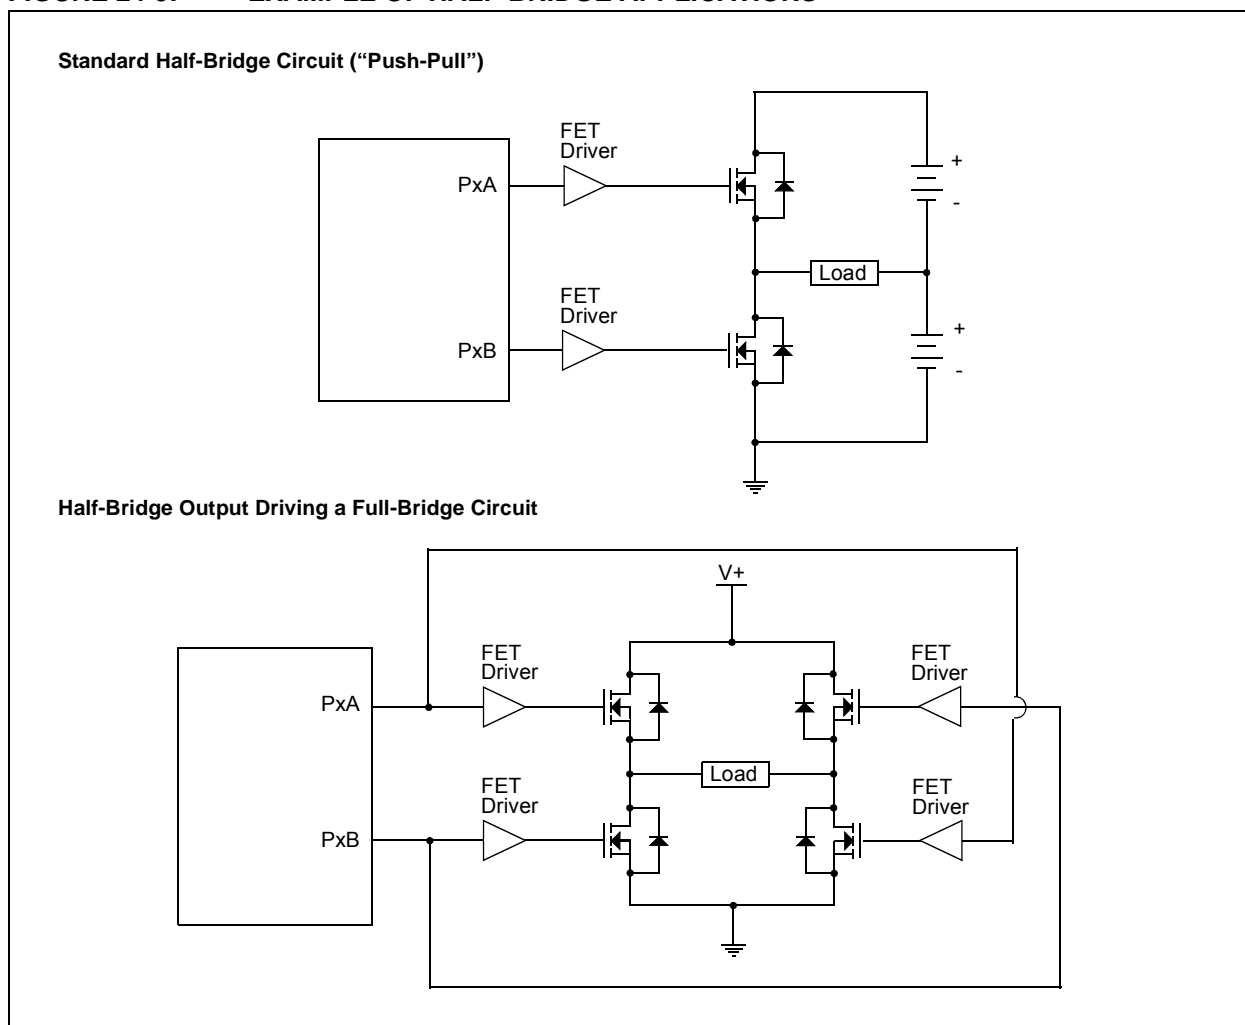 Standard Half-Bridge Circuit (“Push-Pull”)
FET
Driver
PxA
+
-
Load
FET
Driver
PxB
+
-
Half-Bridge Output Driving a Full-Bridge Circuit
V+
FET
Driver
FET
Driver
PxA
Load
FET
Driver
FET
Driver
PxB